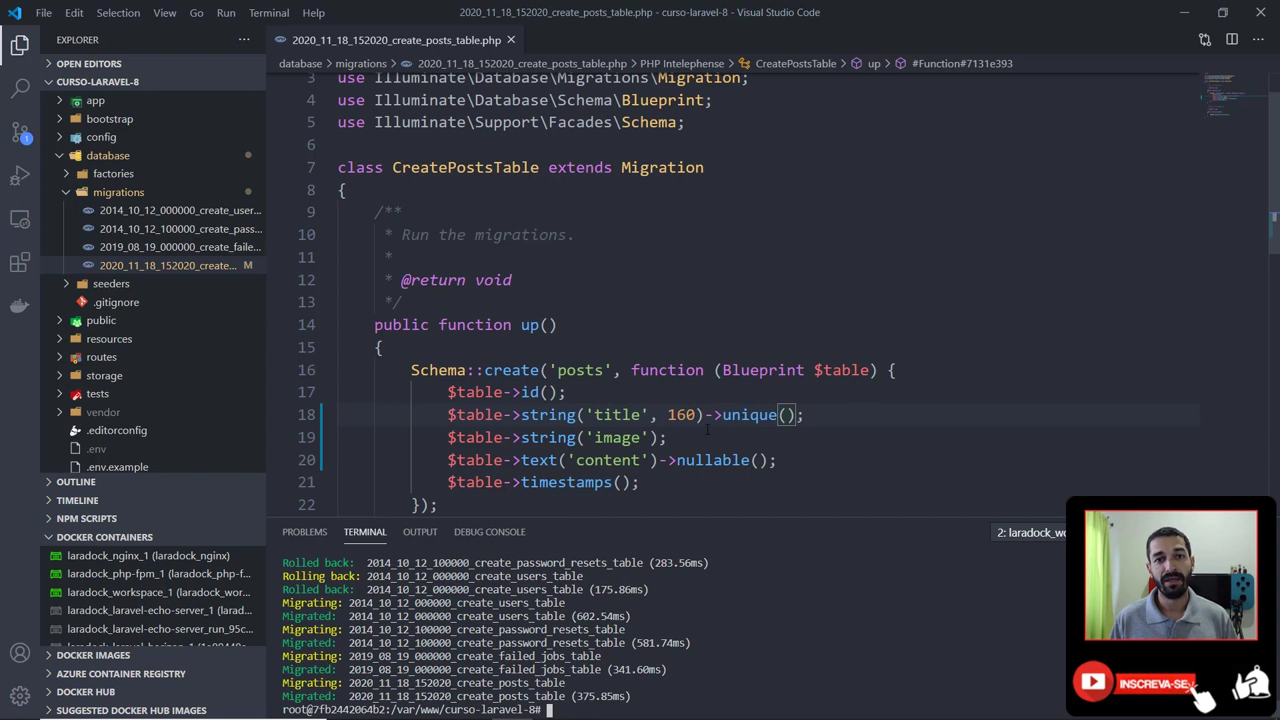 File Edit Selection View Go Run Terminal Help
2020_11_18_152020_create_posts_table.php - curso-laravel-8 - Visual Studio Code
EXPLORER
2020_11_18_152020_create_posts_table.php
OPEN EDITORS
CURSO-LARAVEL-8
app
bootstrap
config
database
factories
migrations
2014_10_12_000000_create_user...
2014_10_12_100000_create_pass...
2019_08_19_000000_create_faile...
2020_11_18_152020_create... M
seeders
.gitignore
public
resources
routes
storage
tests
vendor
.editorconfig
.env
.env.example
OUTLINE
TIMELINE
NPM SCRIPTS
DOCKER CONTAINERS
laradock_nginx_1 (laradock_nginx)
laradock_php-fpm_1 (laradock_php-f...
laradock_workspace_1 (laradock_wor...
laradock_laravel-echo-server_1 (larad...
laradock_laravel-echo-server_run_95c...
DOCKER IMAGES
AZURE CONTAINER REGISTRY
DOCKER HUB
SUGGESTED DOCKER HUB IMAGES
1
database > migrations > 2020_11_18_152020_create_posts_table.php > PHP Intelephense > CreatePostsTable > up > #Function#7131e393
3 use Illuminate\Database\Migrations\Migration;
4 use Illuminate\Database\Schema\Blueprint;
5 use Illuminate\Support\Facades\Schema;
6
7 class CreatePostsTable extends Migration
8 {
9 /**
10 * Run the migrations.
11 *
12 * @return void
13 */
14 public function up()
15 {
16 Schema::create('posts', function (Blueprint $table) {
17 $table->id();
18 $table->string('title', 160)->unique();
19 $table->string('image');
20 $table->text('content')->nullable();
21 $table->timestamps();
22 });
PROBLEMS TERMINAL OUTPUT DEBUG CONSOLE
2: laradock_wo
Rolled back: 2014_10_12_100000_create_password_resets_table (283.56ms)
Rolling back: 2014_10_12_000000_create_users_table
Rolled back: 2014_10_12_000000_create_users_table (175.86ms)
Migrating: 2014_10_12_000000_create_users_table
Migrated: 2014_10_12_000000_create_users_table (602.54ms)
Migrating: 2014_10_12_100000_create_password_resets_table
Migrated: 2014_10_12_100000_create_password_resets_table (581.74ms)
Migrating: 2019_08_19_000000_create_failed_jobs_table
Migrated: 2019_08_19_000000_create_failed_jobs_table (341.60ms)
Migrating: 2020_11_18_152020_create_posts_table
Migrated: 2020_11_18_152020_create_posts_table (375.85ms)
root@7fb2442064b2:/var/www/curso-laravel-8#
INSCREVA-SE